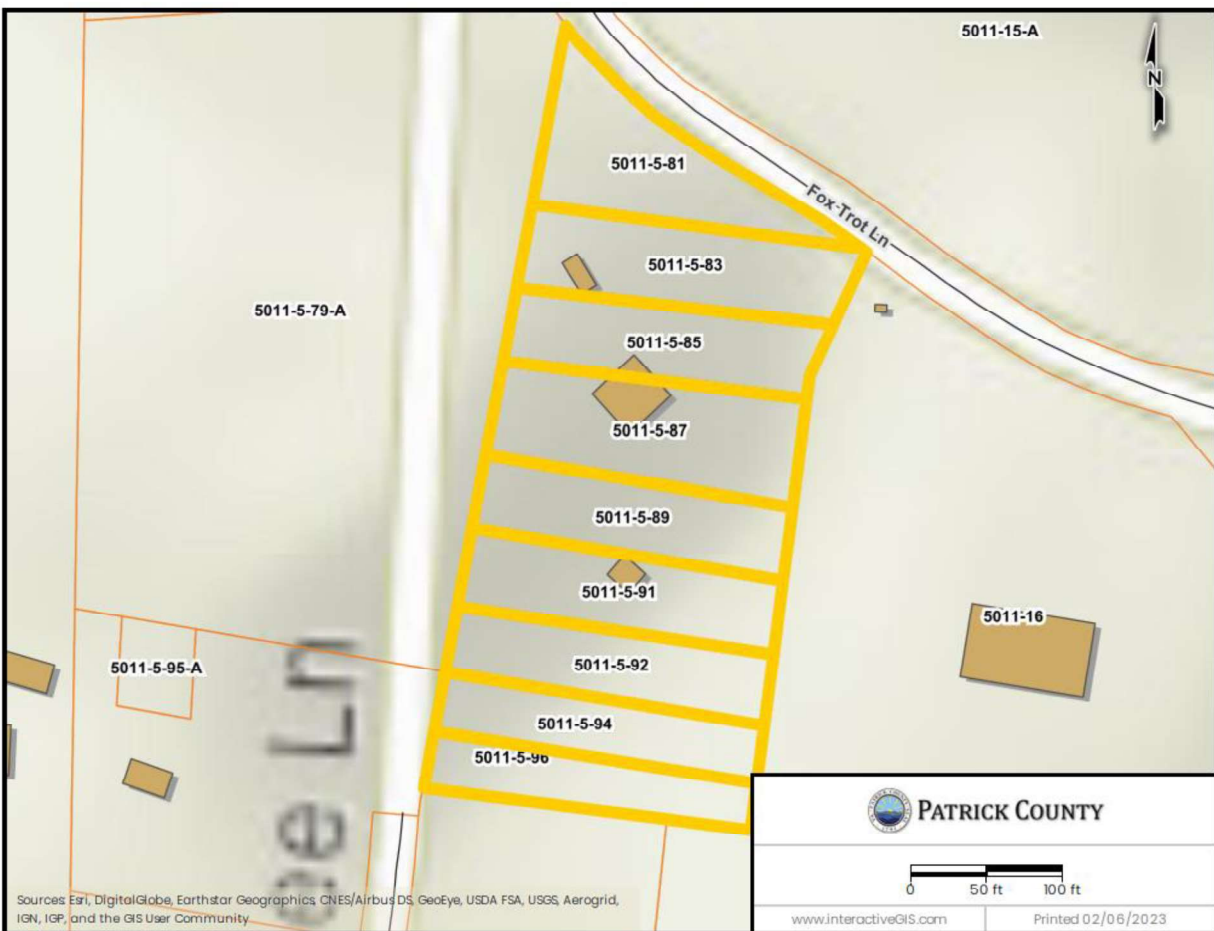 5011-15-A
N
5011-5-81
Fox-Trot Ln
5011-5-83
5011-5-79-A
5011-5-85
5011-5-87
5011-5-89
5011-5-91
5011-16
5011-5-92
5011-5-95-A
5011-5-94
5011-5-96
ee Ln
PATRICK COUNTY
0 50 ft 100 ft
Sources: Esri, DigitalGlobe, Earthstar Geographics, CNES/Airbus DS, GeoEye, USDA FSA, USGS, Aerogrid,
IGN, IGP, and the GIS User Community
www.interactiveGIS.com Printed 02/06/2023